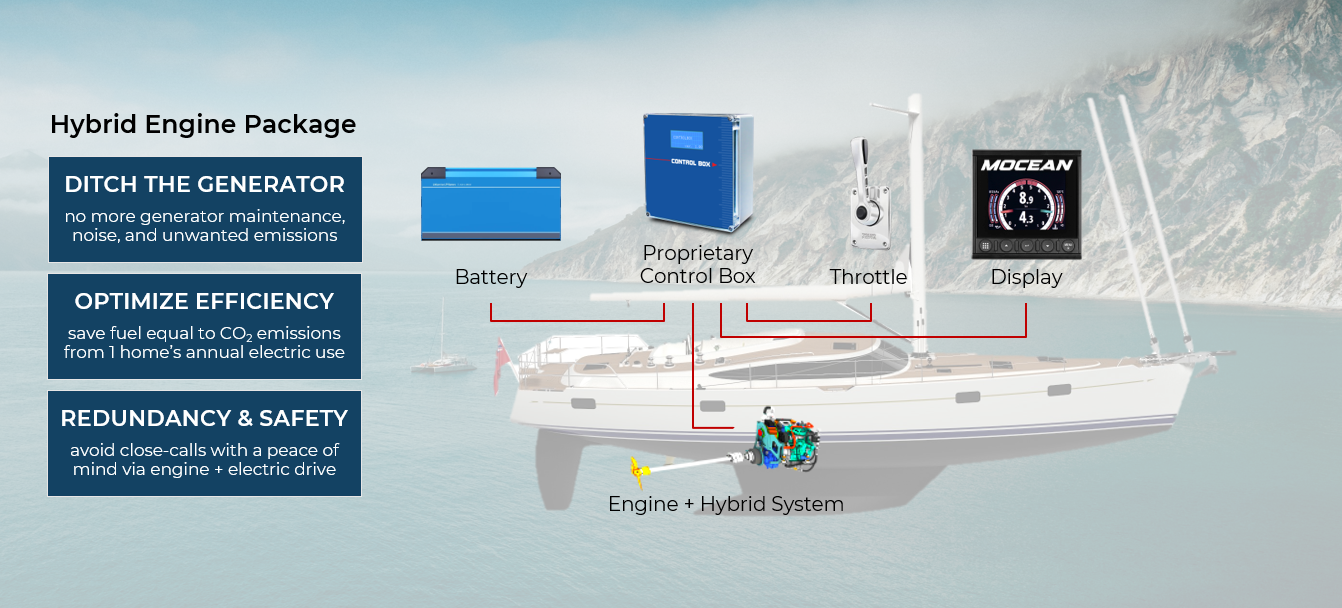 Hybrid Engine Package
DITCH THE GENERATOR
no more generator maintenance,
noise, and unwanted emissions
OPTIMIZE EFFICIENCY
save fuel equal to CO₂ emissions
from 1 home's annual electric use
REDUNDANCY & SAFETY
avoid close-calls with a peace of
mind via engine + electric drive
Battery
CONTROL BOX
Proprietary
Control Box
Throttle
MOCEAN
8.9
4.3
Display
Engine + Hybrid System